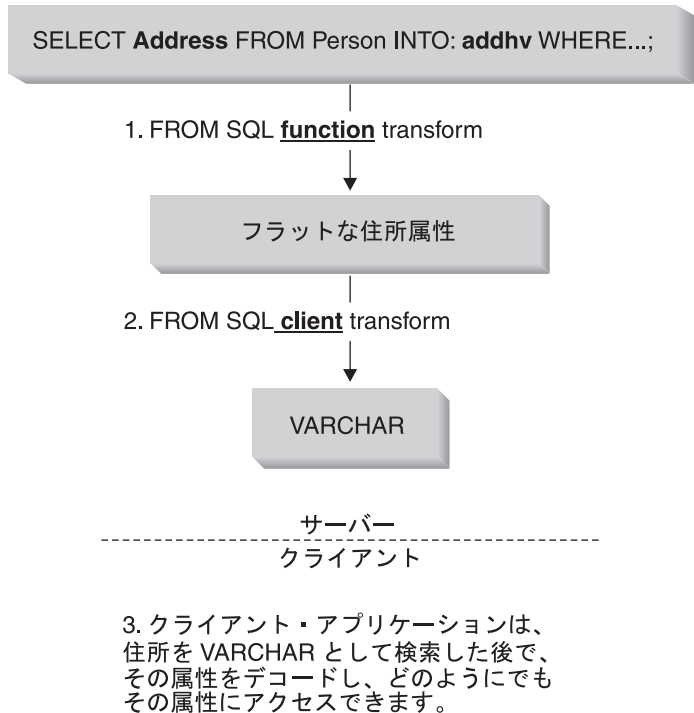 SELECT Address FROM Person INTO: addhv WHERE...;
1. FROM SQL function transform
フラットな住所属性
2. FROM SQL client transform
VARCHAR
サーバー
クライアント
3. クライアント・アプリケーションは、
住所を VARCHAR として検索した後で、
その属性をデコードし、どのようにでも
その属性にアクセスできます。